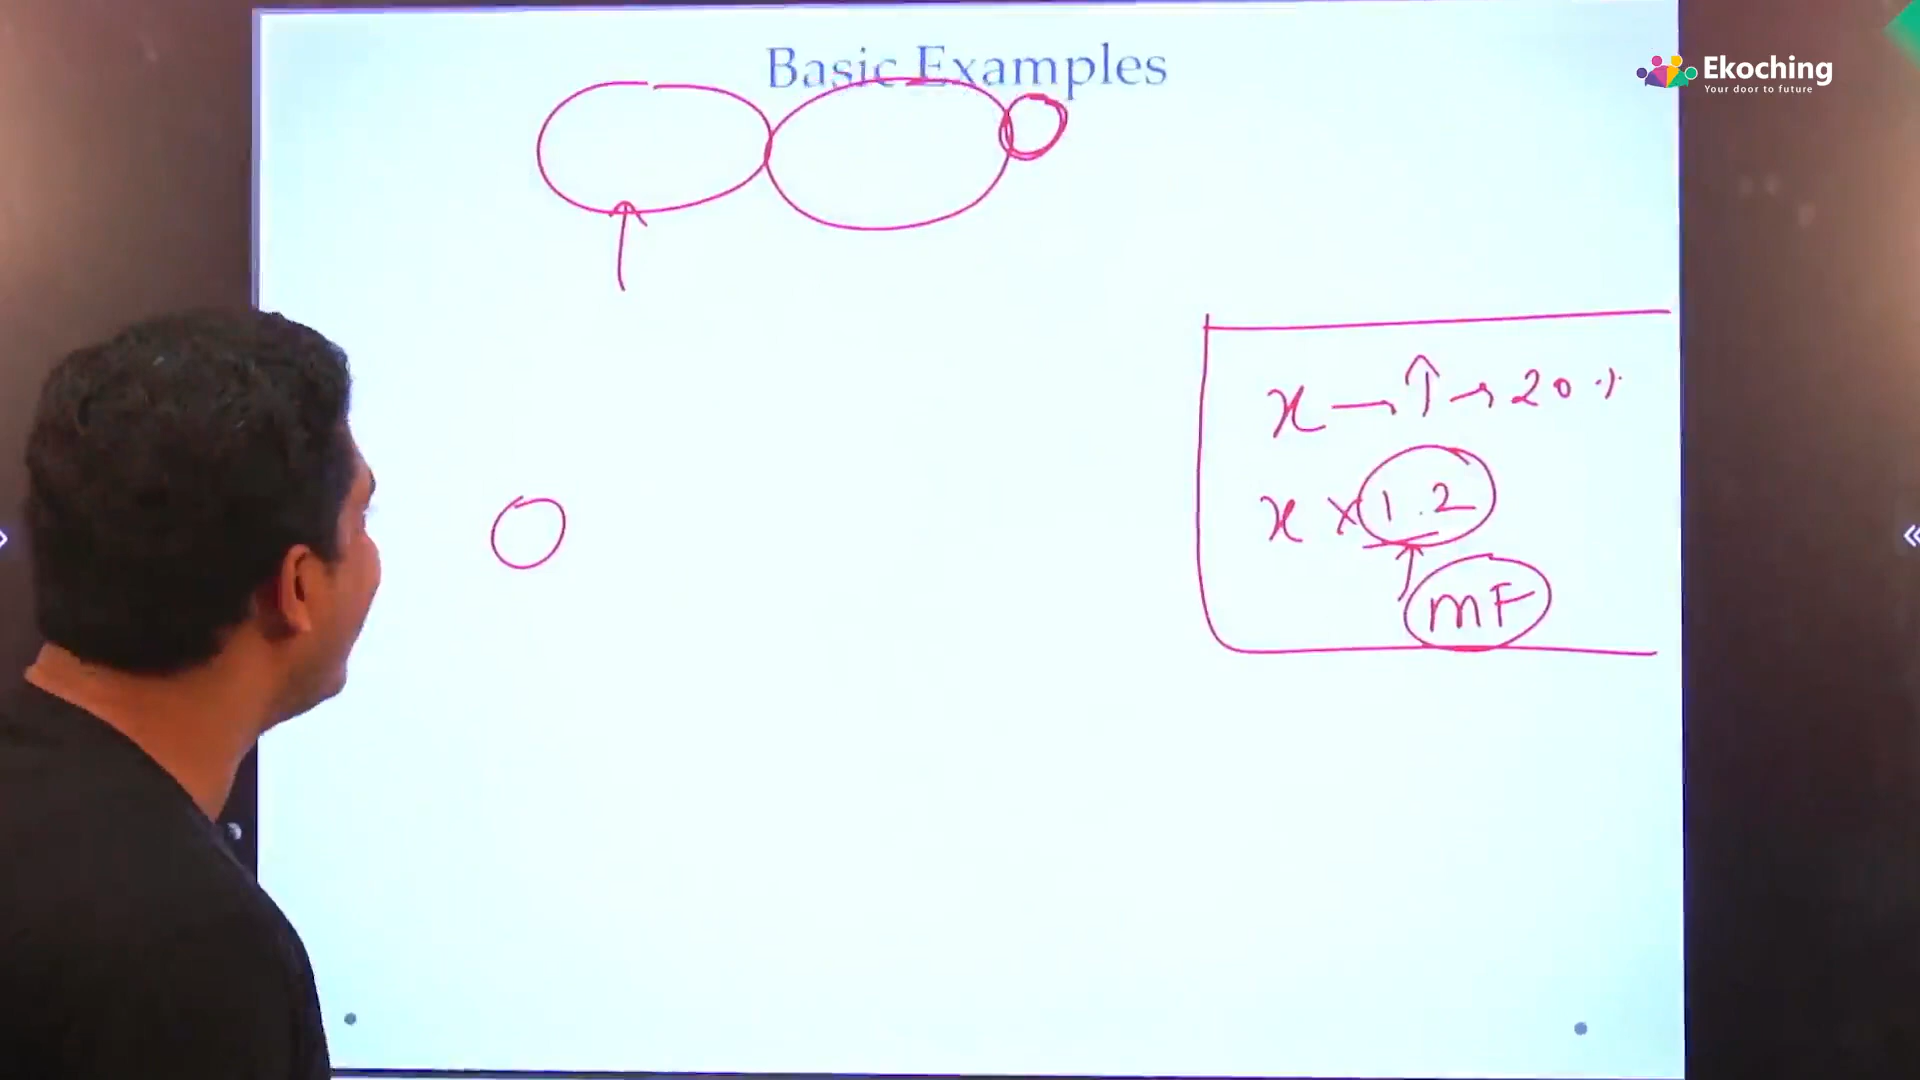 Basic Examples
Ekoching
Your door to future
x → ↑ → 20 %
x × 1.2
mF